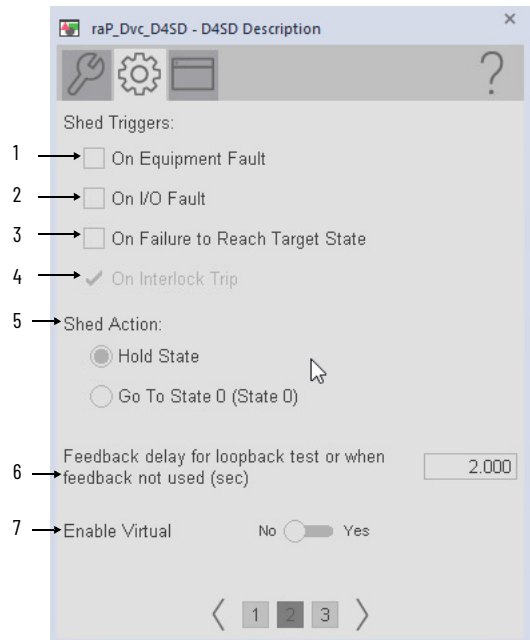 raP_Dvc_D4SD - D4SD Description
Shed Triggers:
1 On Equipment Fault
2 On I/O Fault
3 On Failure to Reach Target State
4 On Interlock Trip
5 Shed Action:
Hold State
Go To State 0 (State 0)
Feedback delay for loopback test or when
6 feedback not used (sec) 2.000
7 Enable Virtual No Yes
1 2 3